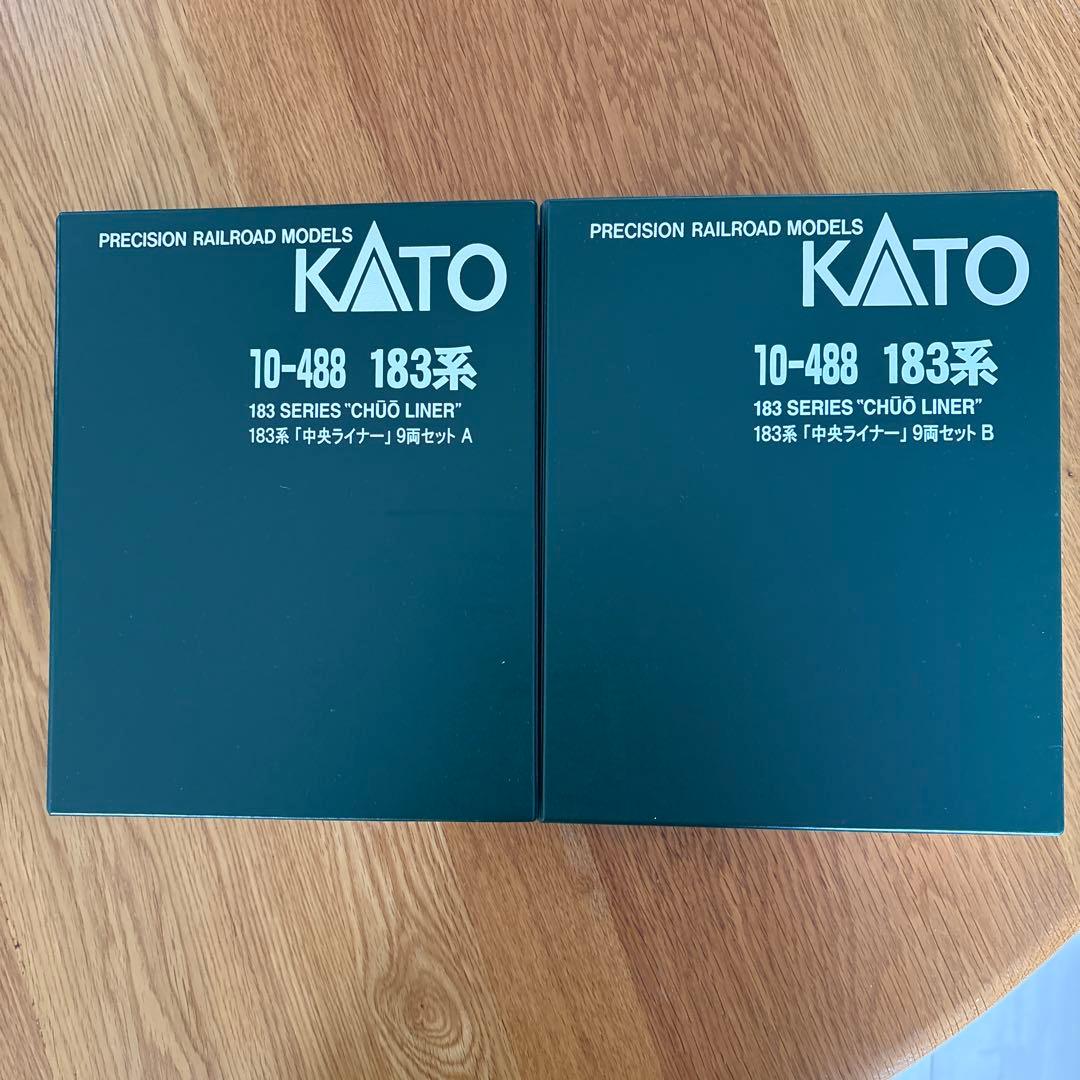 PRECISION RAILROAD MODELS
KATO
10-488 183系
183 SERIES "CHŪŌ LINER"
183系「中央ライナー」9両セット A
PRECISION RAILROAD MODELS
KATO
10-488 183系
183 SERIES "CHŪŌ LINER"
183系「中央ライナー」9両セット B